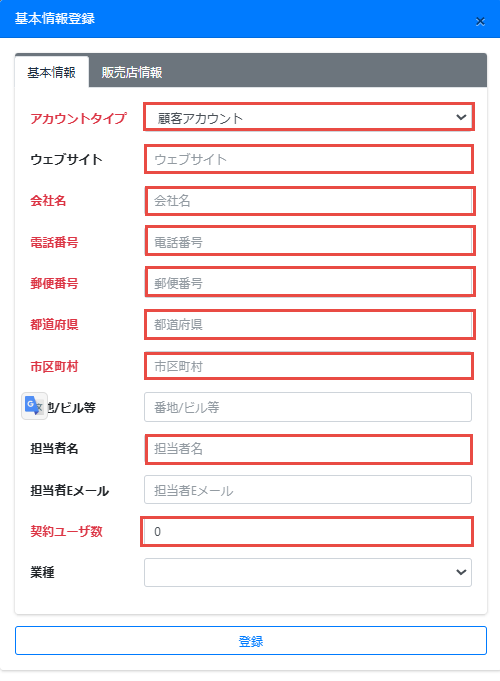 基本情報登録
×
基本情報 販売店情報
アカウントタイプ 顧客アカウント
ウェブサイト ウェブサイト
会社名 会社名
電話番号 電話番号
郵便番号 郵便番号
都道府県 都道府県
市区町村 市区町村
地/ビル等 番地/ビル等
担当者名 担当者名
担当者Eメール 担当者Eメール
契約ユーザ数 0
業種
登録